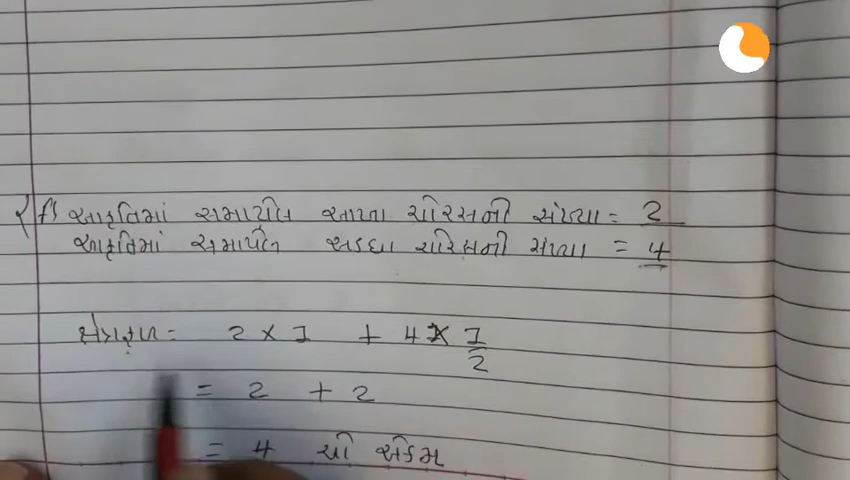 આકૃતિમાં સમાયેલ આખા ચોરસની સંખ્યા = 2
આકૃતિમાં સમાયેલ અડધા ચોરસની સંખ્યા = 4
ક્ષેત્રફળ = 2 × 1 + 4 × 1/2
= 2 + 2
= 4 ચો એકમ